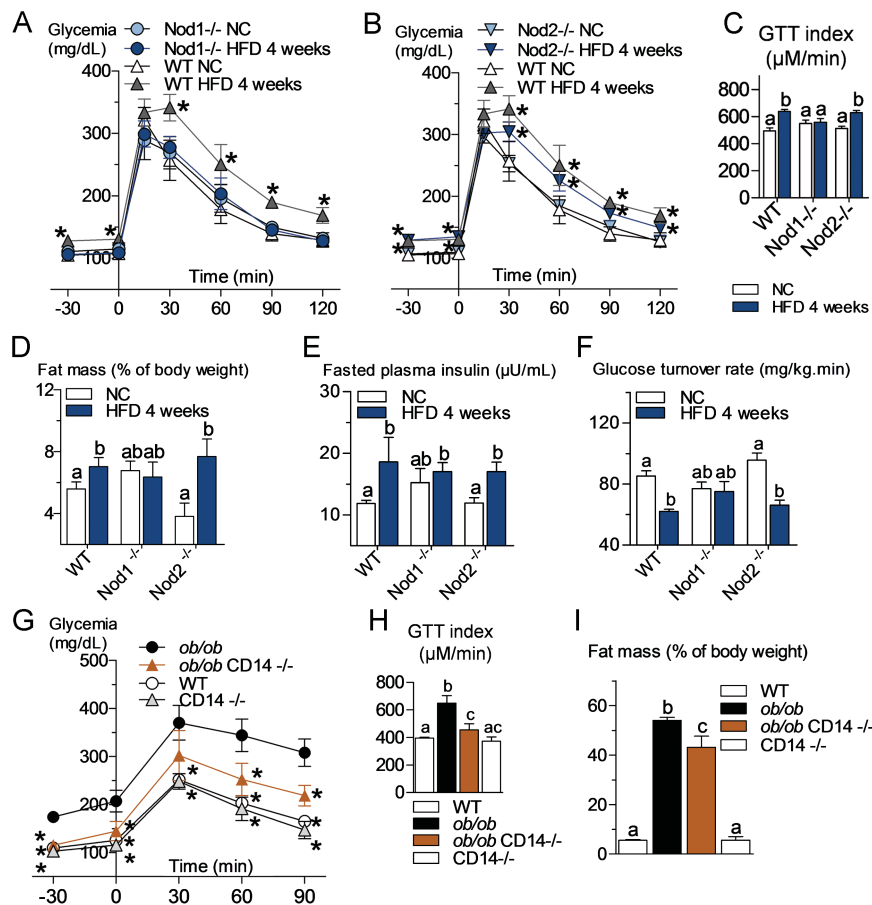 A
Glycemia
(mg/dL)
Nod1-/- NC
Nod1-/- HFD 4 weeks
WT NC
WT HFD 4 weeks
400
300
200
100
*
*
*
*
*
*
Time (min)
-30 0 30 60 90 120
B
Glycemia
(mg/dL)
Nod2-/- NC
Nod2-/- HFD 4 weeks
WT NC
WT HFD 4 weeks
400
300
200
100
* *
* *
* *
* *
* *
* *
Time (min)
-30 0 30 60 90 120
C
GTT index
(µM/min)
800
600
400
200
0
a b a a a b
WT Nod1-/- Nod2-/-
NC
HFD 4 weeks
D
Fat mass (% of body weight)
NC
HFD 4 weeks
12
8
4
a b ab ab a b
WT Nod1 -/- Nod2 -/-
E
Fasted plasma insulin (µU/mL)
NC
HFD 4 weeks
30
20
10
a b ab b a b
WT Nod1 -/- Nod2 -/-
F
Glucose turnover rate (mg/kg.min)
NC
HFD 4 weeks
120
80
40
a b ab ab a b
WT Nod1 -/- Nod2 -/-
G
Glycemia
(mg/dL)
ob/ob
ob/ob CD14 -/-
WT
CD14 -/-
500
400
300
200
100
* * *
* * *
* *
* * *
* * *
Time (min)
-30 0 30 60 90
H
GTT index
(µM/min)
800
600
400
200
0
a b c ac
WT
ob/ob
ob/ob CD14-/-
CD14-/-
I
Fat mass (% of body weight)
60
40
20
0
a b c a
WT
ob/ob
ob/ob CD14 -/-
CD14 -/-